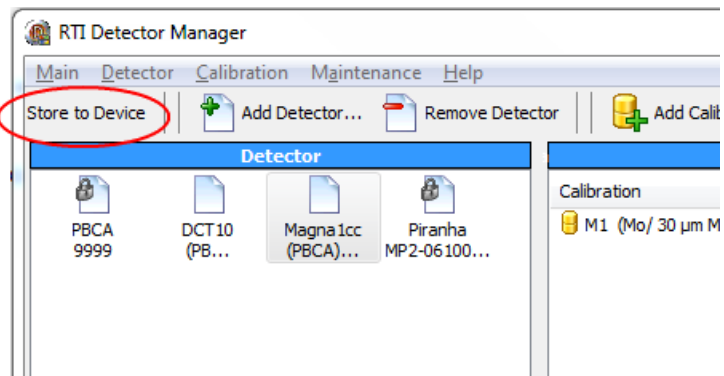 RTI Detector Manager
Main Detector Calibration Maintenance Help
Store to Device Add Detector... Remove Detector Add Calib
Detector
Calibration
PBCA
9999
DCT10
(PB...
Magna1cc
(PBCA)...
Piranha
MP2-06100...
M1 (Mo/ 30 µm M